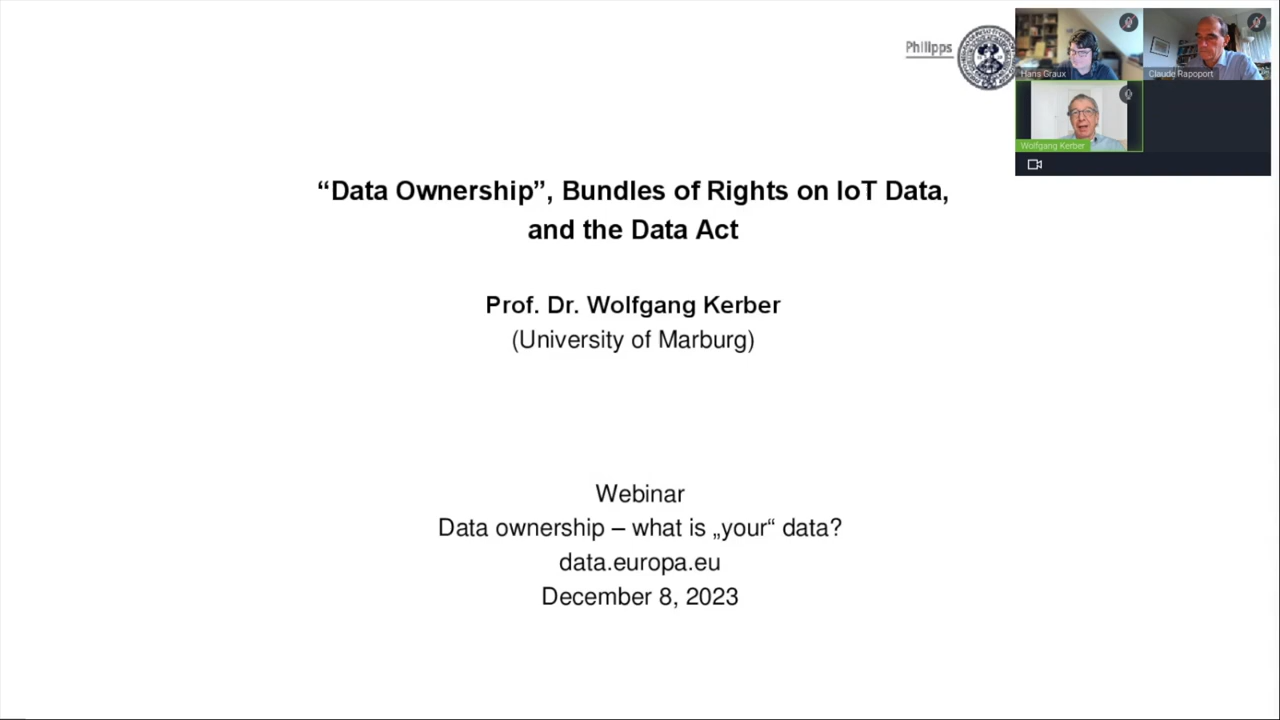 Philipps
Hans Graux
Claude Rapoport
Wolfgang Kerber
“Data Ownership”, Bundles of Rights on IoT Data,
and the Data Act
Prof. Dr. Wolfgang Kerber
(University of Marburg)
Webinar
Data ownership – what is „your“ data?
data.europa.eu
December 8, 2023